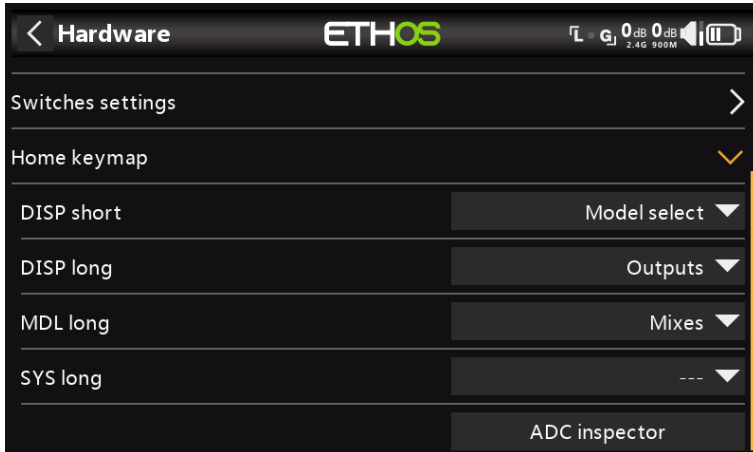 Hardware
ETHOS
L G 0dB 0dB
2.4G 900M
Switches settings
Home keymap
DISP short Model select
DISP long Outputs
MDL long Mixes
SYS long ---
ADC inspector